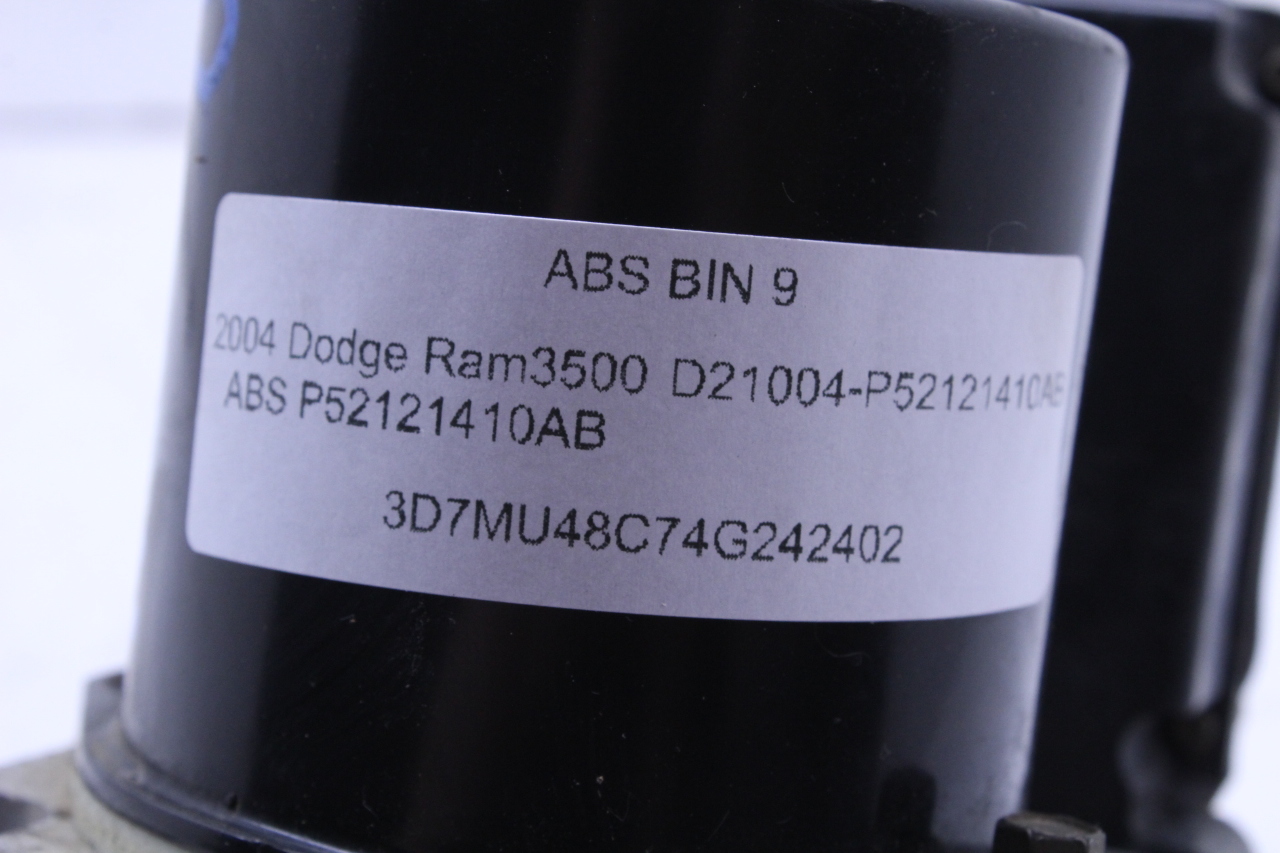 ABS BIN 9
2004 Dodge Ram3500 D21004-P52121410AB
ABS P52121410AB
3D7MU48C74G242402